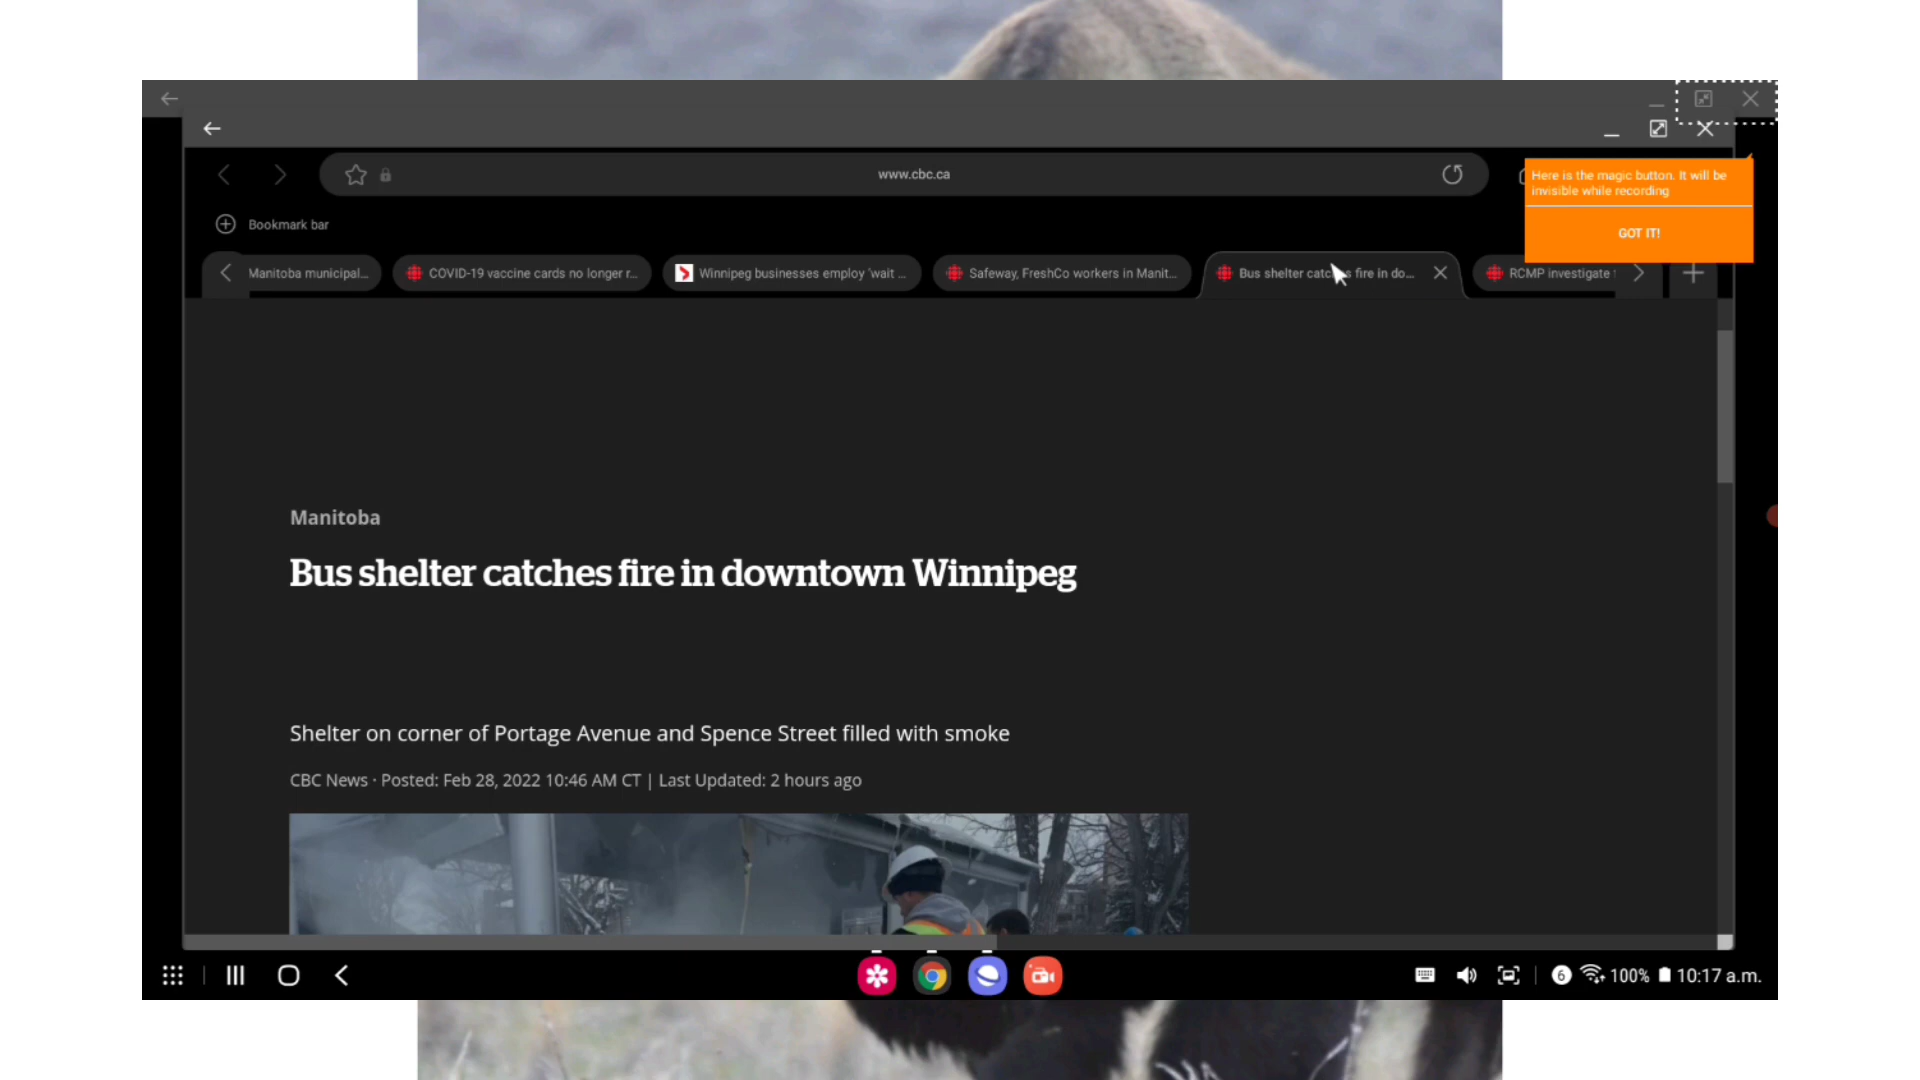 www.cbc.ca
Here is the magic button. It will be
invisible while recording
GOT IT!
Bookmark bar
Manitoba municipal...
COVID-19 vaccine cards no longer r...
Winnipeg businesses employ 'wait ...
Safeway, FreshCo workers in Manit...
Bus shelter catches fire in do...
RCMP investigate
Manitoba
Bus shelter catches fire in downtown Winnipeg
Shelter on corner of Portage Avenue and Spence Street filled with smoke
CBC News · Posted: Feb 28, 2022 10:46 AM CT | Last Updated: 2 hours ago
6 100% 10:17 a.m.